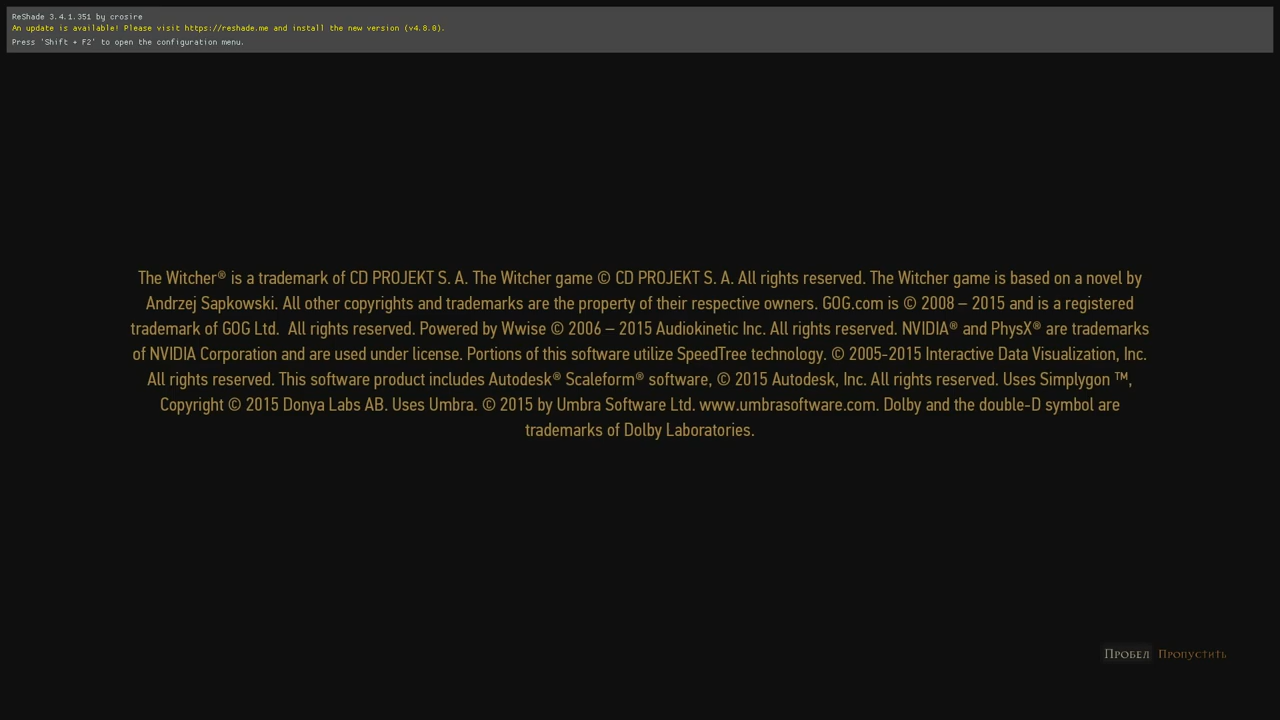 ReShade 3.4.1.351 by crosire
An update is available! Please visit https://reshade.me and install the new version (v4.8.0).
Press 'Shift + F2' to open the configuration menu.
The Witcher® is a trademark of CD PROJEKT S. A. The Witcher game © CD PROJEKT S. A. All rights reserved. The Witcher game is based on a novel by
Andrzej Sapkowski. All other copyrights and trademarks are the property of their respective owners. GOG.com is © 2008 – 2015 and is a registered
trademark of GOG Ltd.  All rights reserved. Powered by Wwise © 2006 – 2015 Audiokinetic Inc. All rights reserved. NVIDIA® and PhysX® are trademarks
of NVIDIA Corporation and are used under license. Portions of this software utilize SpeedTree technology. © 2005-2015 Interactive Data Visualization, Inc.
All rights reserved. This software product includes Autodesk® Scaleform® software, © 2015 Autodesk, Inc. All rights reserved. Uses Simplygon ™,
Copyright © 2015 Donya Labs AB. Uses Umbra. © 2015 by Umbra Software Ltd. www.umbrasoftware.com. Dolby and the double-D symbol are
trademarks of Dolby Laboratories.
Пробел Пропустить